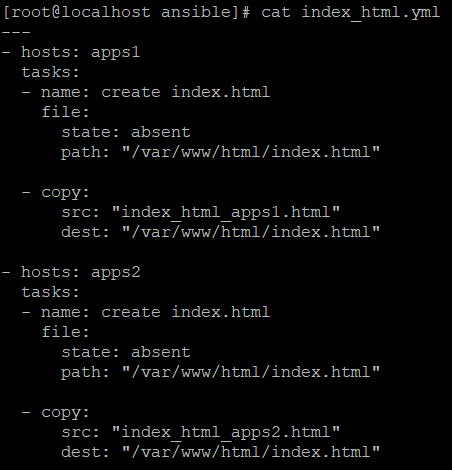 [root@localhost ansible]# cat index_html.yml
---
- hosts: apps1
  tasks:
  - name: create index.html
    file:
      state: absent
      path: "/var/www/html/index.html"

  - copy:
      src: "index_html_apps1.html"
      dest: "/var/www/html/index.html"

- hosts: apps2
  tasks:
  - name: create index.html
    file:
      state: absent
      path: "/var/www/html/index.html"

  - copy:
      src: "index_html_apps2.html"
      dest: "/var/www/html/index.html"